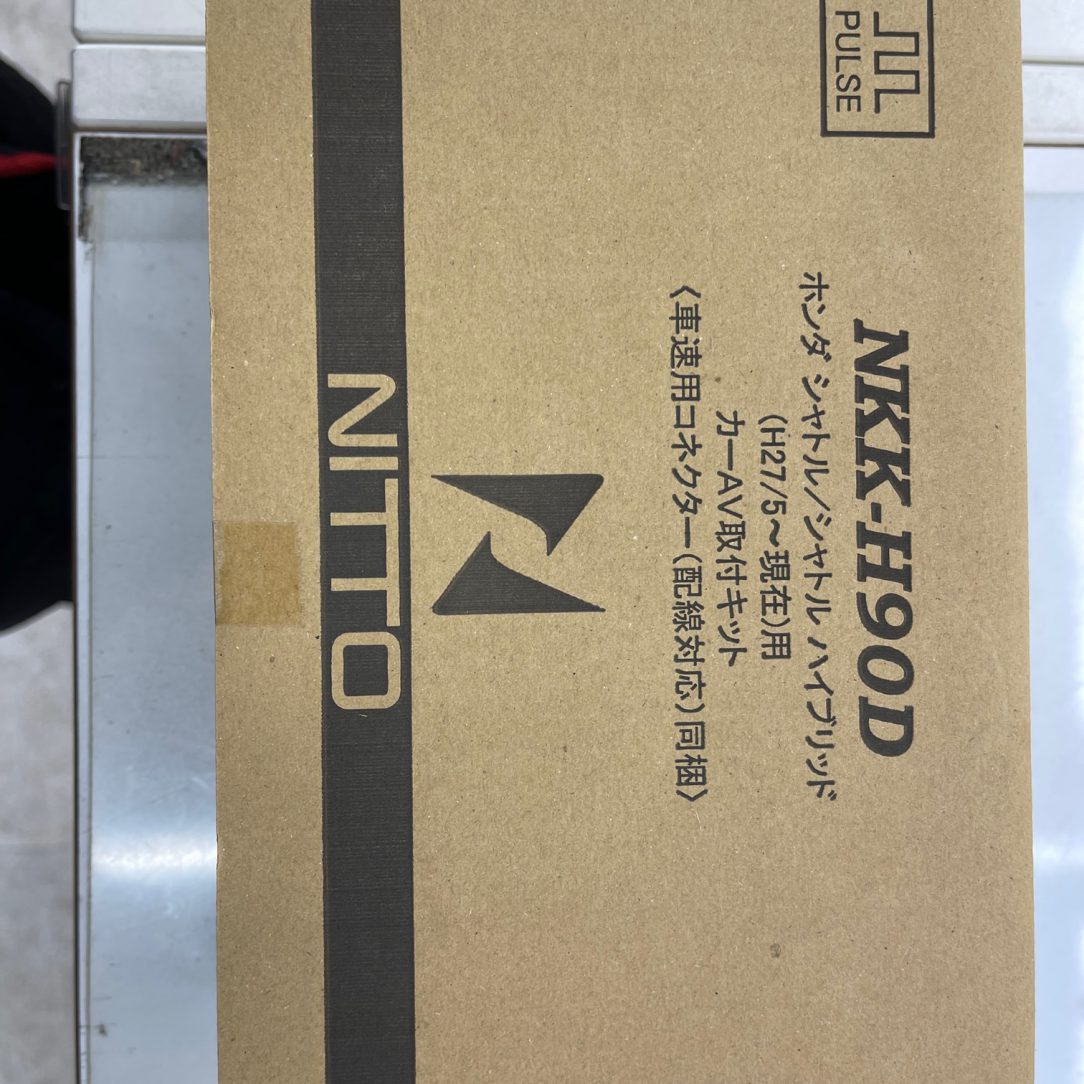 PULSE
NKK-H90D
ホンダ シャトル/シャトル ハイブリッド
(H27/5~現在)用
カーAV取付キット
〈車速用コネクター(配線対応)同梱〉
NITTO